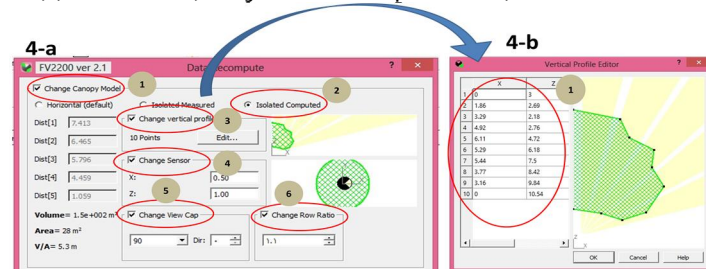 4-a
4-b
FV2200 ver 2.1
Data Recompute
? ×
Change Canopy Model
1
2
Horizontal (default)
Isolated Measured
Isolated Computed
Dist[1] 7.413
Dist[2] 6.465
Dist[3] 5.796
Dist[4] 4.459
Dist[5] 1.059
Change vertical profile
3
10 Points
Edit...
Change Sensor
4
X: 0.50
Z: 1.00
5
6
Volume= 1.5e+002 m³
Area= 28 m²
V/A= 5.3 m
Change View Cap
90
Dir: ٠
Change Row Ratio
١.١
X
Vertical Profile Editor
? ×
X Z
1
1 0 3
2 1.86 2.69
3 3.29 2.18
4 4.92 2.76
5 6.11 4.72
6 5.29 6.18
7 5.44 7.5
8 3.77 8.42
9 3.16 9.84
10 0 10.54
Z
X
OK
Cancel
Help